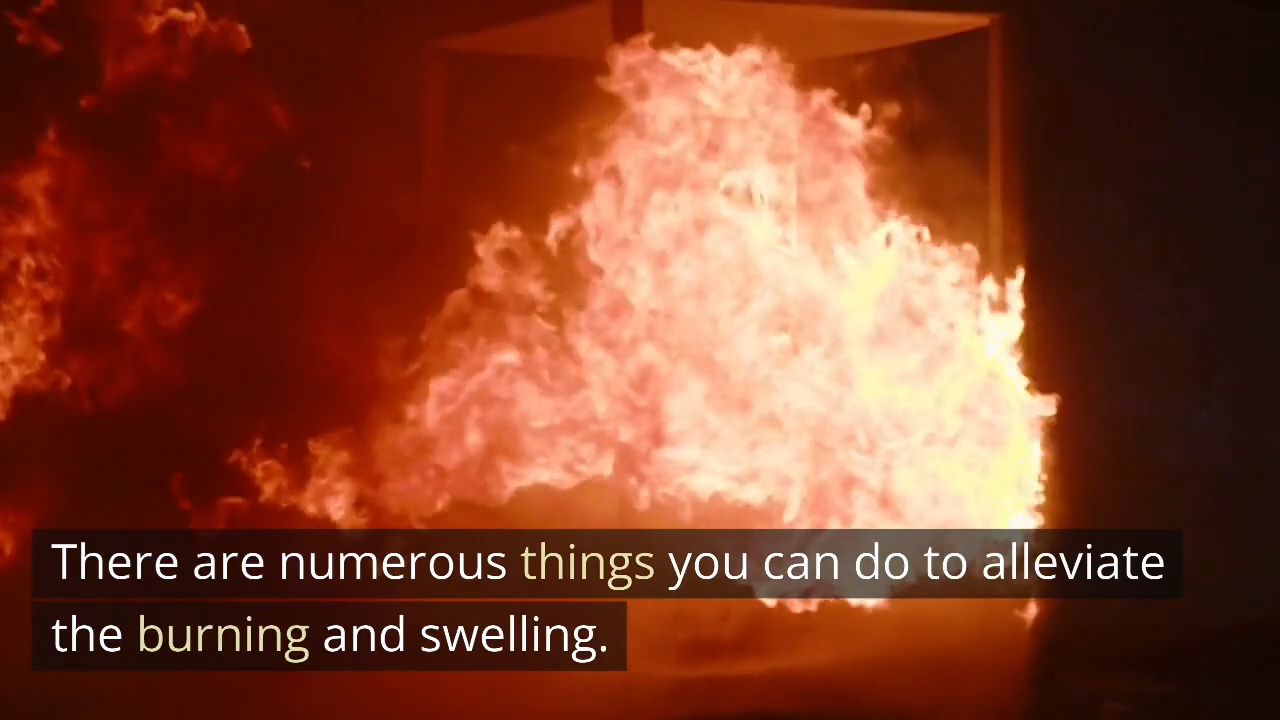 There are numerous things you can do to alleviate
the burning and swelling.